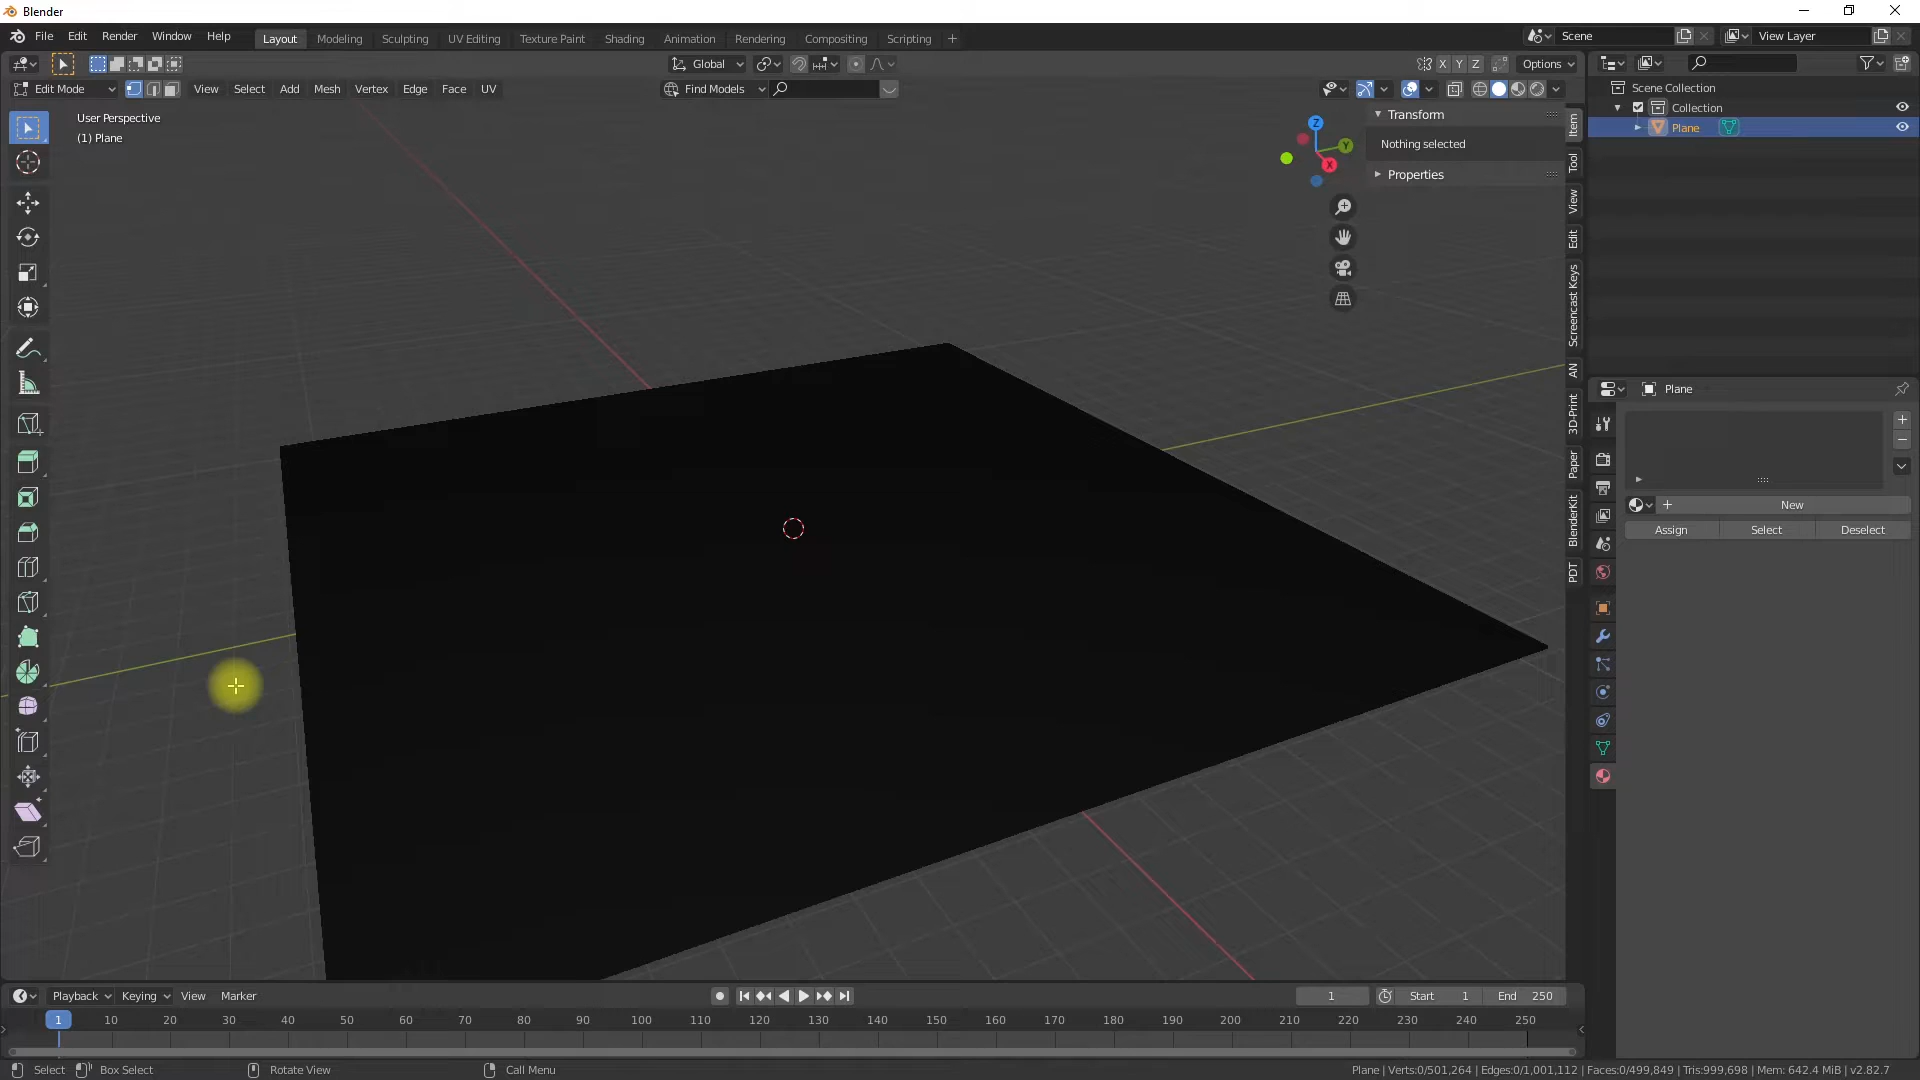 Blender
File Edit Render Window Help Layout Modeling Sculpting UV Editing Texture Paint Shading Animation Rendering Compositing Scripting + Scene View Layer
Global X Y Z Options
Edit Mode View Select Add Mesh Vertex Edge Face UV Find Models
User Perspective
(1) Plane
Z
Y
X
Transform
Nothing selected
Properties
Item
Tool
View
Edit
Screencast Keys
AN
3D-Print
Paper
BlenderKit
PDT
Scene Collection
Collection
Plane
Plane
New
Assign Select Deselect
Playback Keying View Marker 1 Start 1 End 250
1 10 20 30 40 50 60 70 80 90 100 110 120 130 140 150 160 170 180 190 200 210 220 230 240 250
Select Box Select Rotate View Call Menu Plane | Verts:0/501,264 | Edges:0/1,001,112 | Faces:0/499,849 | Tris:999,698 | Mem: 642.4 MiB | v2.82.7